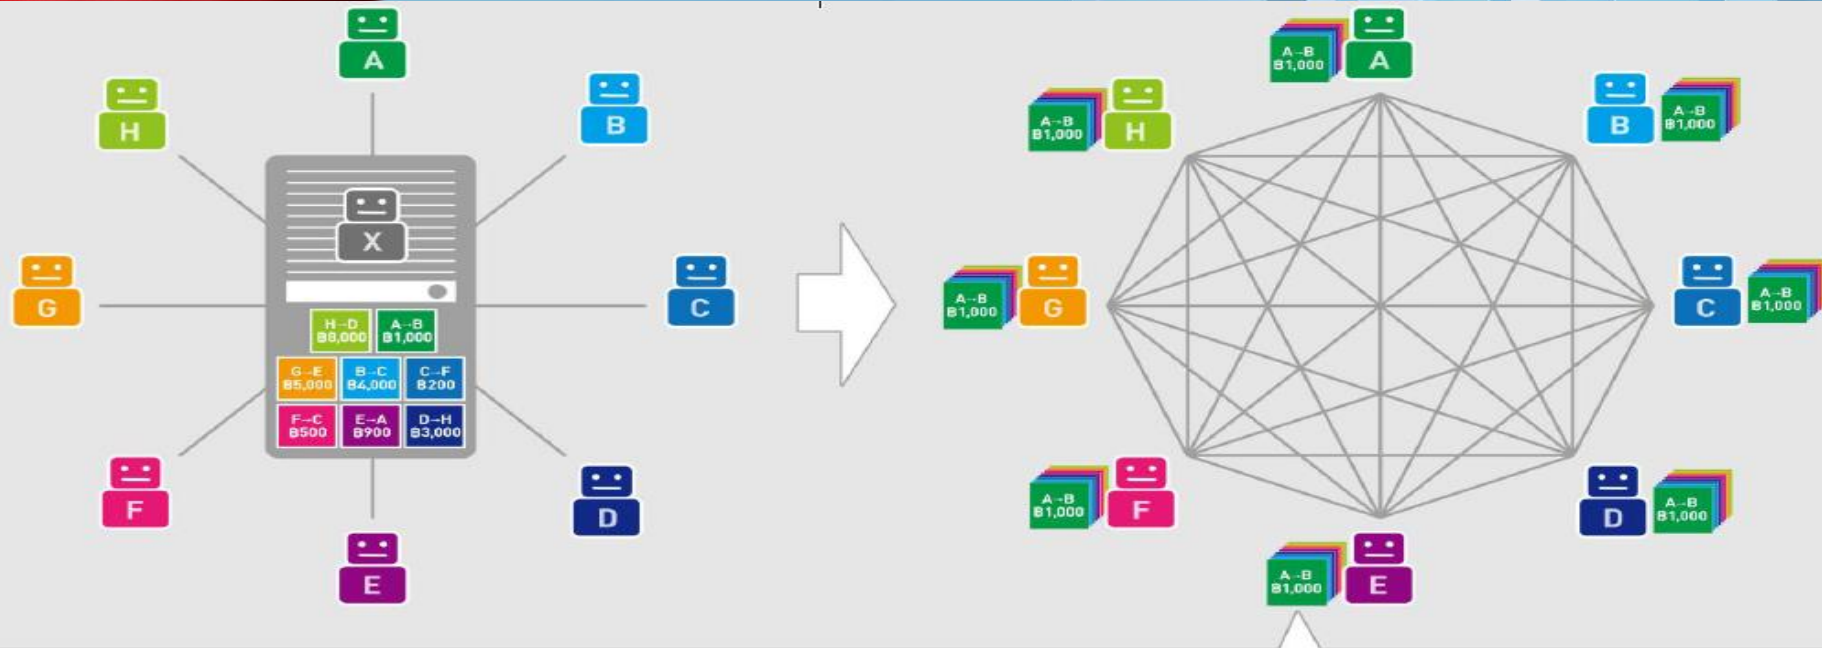 A
H
B
X
G
C
H→D
฿8,000
A→B
฿1,000
G→E
฿5,000
B→C
฿4,000
C→F
฿200
F→C
฿500
E→A
฿900
D→H
฿3,000
F
D
E
A→B
฿1,000
A
A→B
฿1,000
H
B
A→B
฿1,000
A→B
฿1,000
G
C
A→B
฿1,000
A→B
฿1,000
F
D
A→B
฿1,000
A→B
฿1,000
E